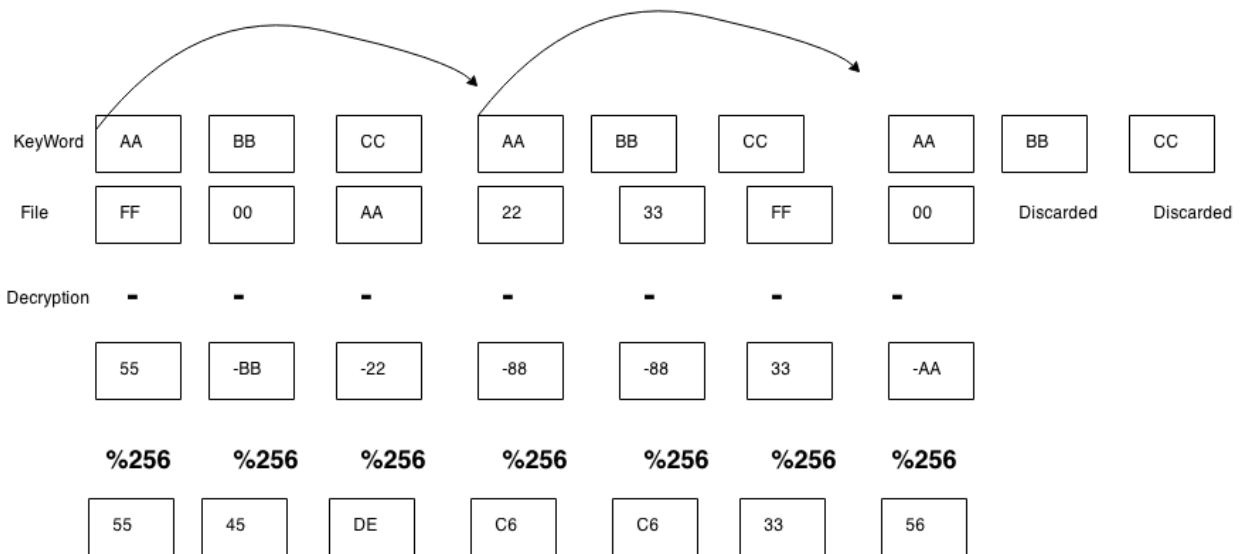 KeyWord AA BB CC AA BB CC AA BB CC
File FF 00 AA 22 33 FF 00 Discarded Discarded
Decryption - - - - - - -
55 -BB -22 -88 -88 33 -AA
%256 %256 %256 %256 %256 %256 %256
55 45 DE C6 C6 33 56